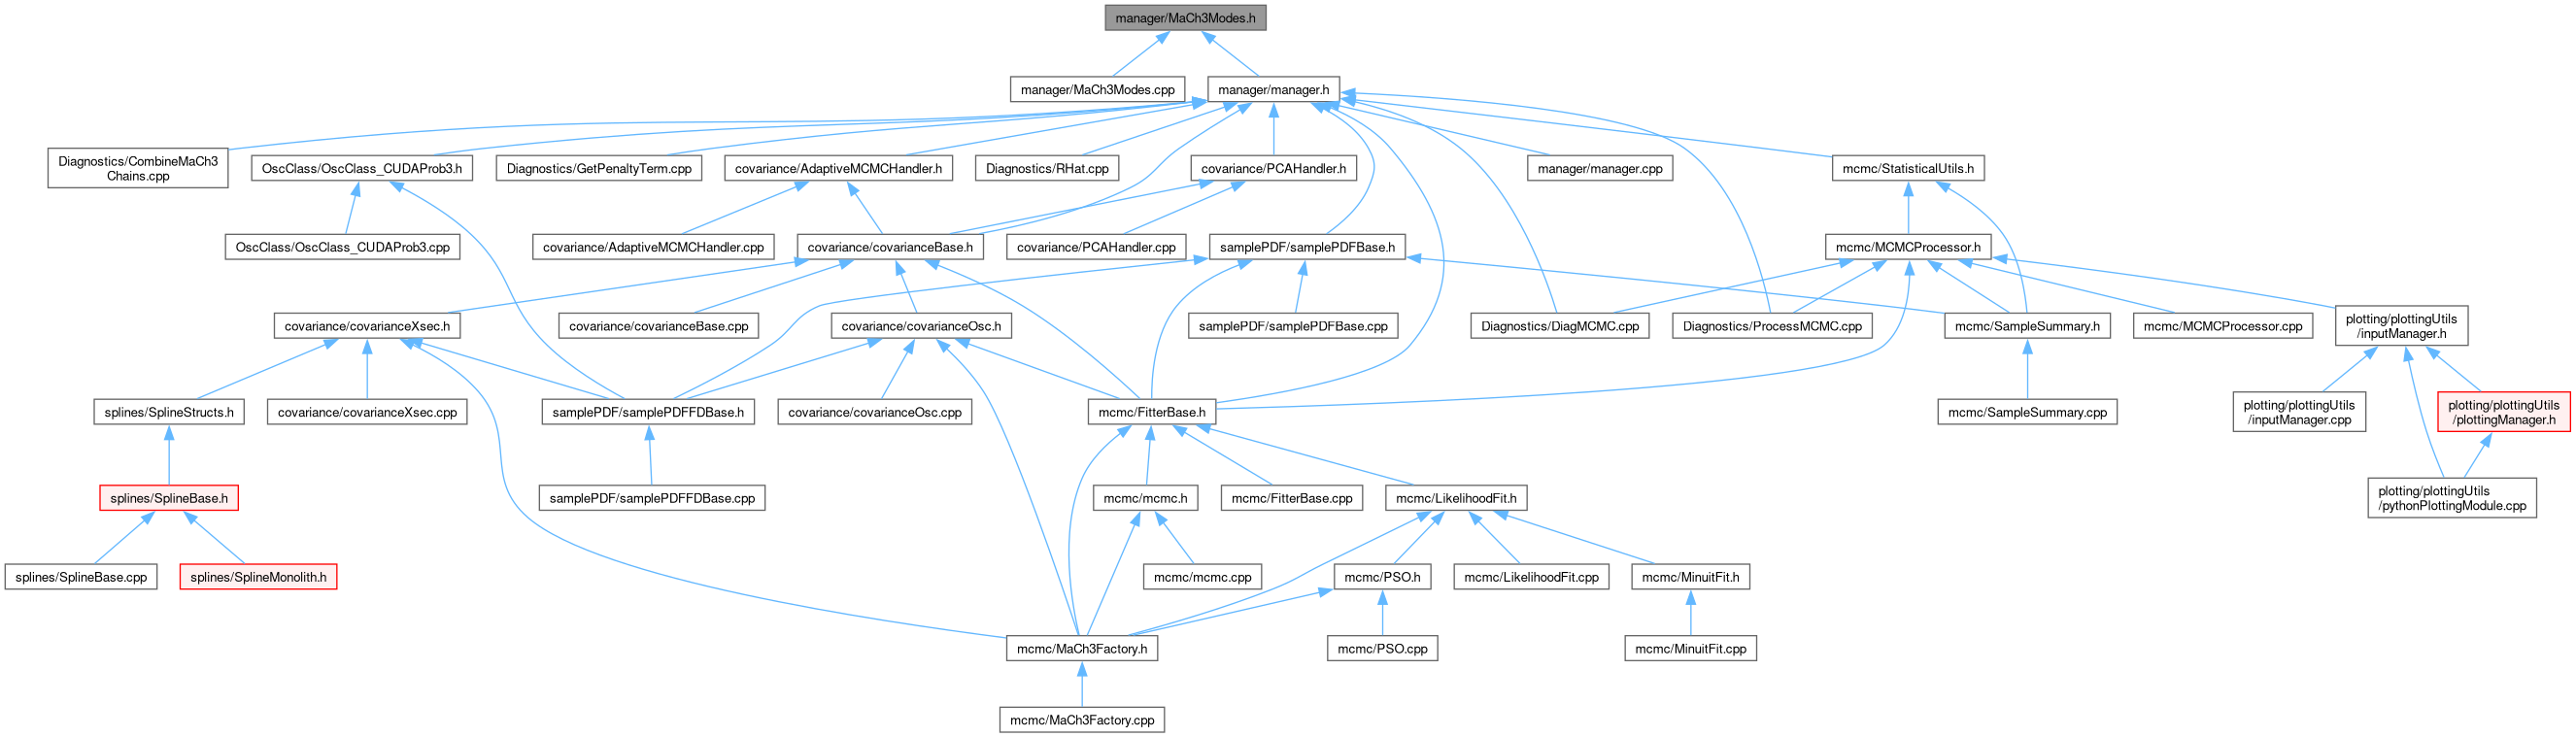 manager/MaCh3Modes.h
manager/MaCh3Modes.cpp
manager/manager.h
Diagnostics/CombineMaCh3
Chains.cpp
OscClass/OscClass_CUDAProb3.h
Diagnostics/GetPenaltyTerm.cpp
covariance/AdaptiveMCMCHandler.h
Diagnostics/RHat.cpp
covariance/PCAHandler.h
manager/manager.cpp
mcmc/StatisticalUtils.h
OscClass/OscClass_CUDAProb3.cpp
covariance/AdaptiveMCMCHandler.cpp
covariance/covarianceBase.h
covariance/PCAHandler.cpp
samplePDF/samplePDFBase.h
mcmc/MCMCProcessor.h
covariance/covarianceXsec.h
covariance/covarianceBase.cpp
covariance/covarianceOsc.h
samplePDF/samplePDFBase.cpp
Diagnostics/DiagMCMC.cpp
Diagnostics/ProcessMCMC.cpp
mcmc/SampleSummary.h
mcmc/MCMCProcessor.cpp
plotting/plottingUtils
/inputManager.h
splines/SplineStructs.h
covariance/covarianceXsec.cpp
samplePDF/samplePDFFDBase.h
covariance/covarianceOsc.cpp
mcmc/FitterBase.h
mcmc/SampleSummary.cpp
plotting/plottingUtils
/inputManager.cpp
plotting/plottingUtils
/plottingManager.h
splines/SplineBase.h
samplePDF/samplePDFFDBase.cpp
mcmc/mcmc.h
mcmc/FitterBase.cpp
mcmc/LikelihoodFit.h
plotting/plottingUtils
/pythonPlottingModule.cpp
splines/SplineBase.cpp
splines/SplineMonolith.h
mcmc/mcmc.cpp
mcmc/PSO.h
mcmc/LikelihoodFit.cpp
mcmc/MinuitFit.h
mcmc/MaCh3Factory.h
mcmc/PSO.cpp
mcmc/MinuitFit.cpp
mcmc/MaCh3Factory.cpp